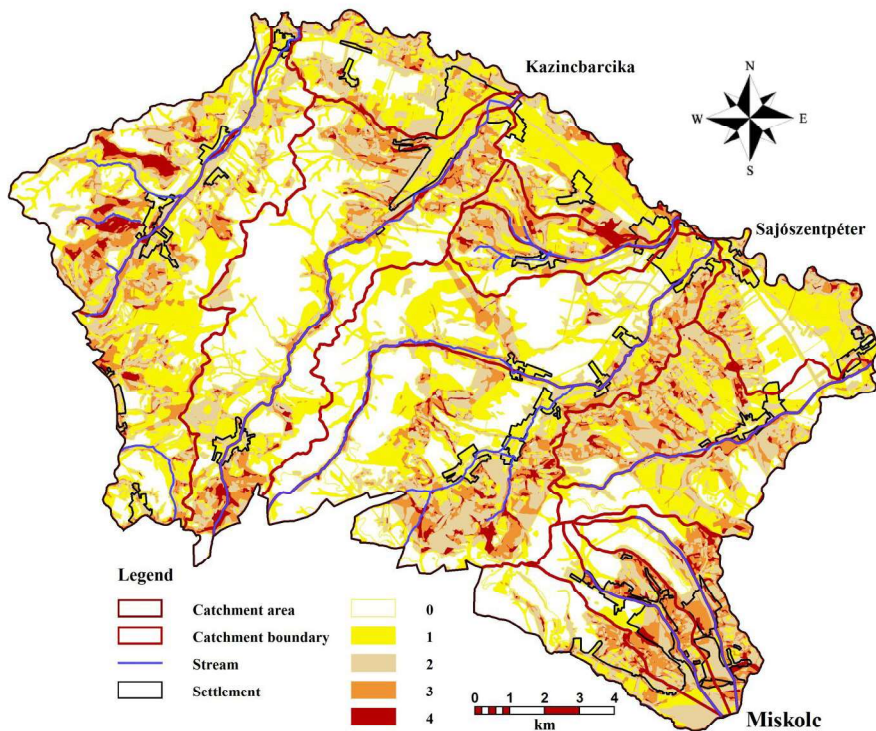 Kazincbarcika
N
W E
S
Sajószentpéter
Legend
Catchment area
Catchment boundary
Stream
Settlement
0
1
2
3
4
0 1 2 3 4
km
Miskolc